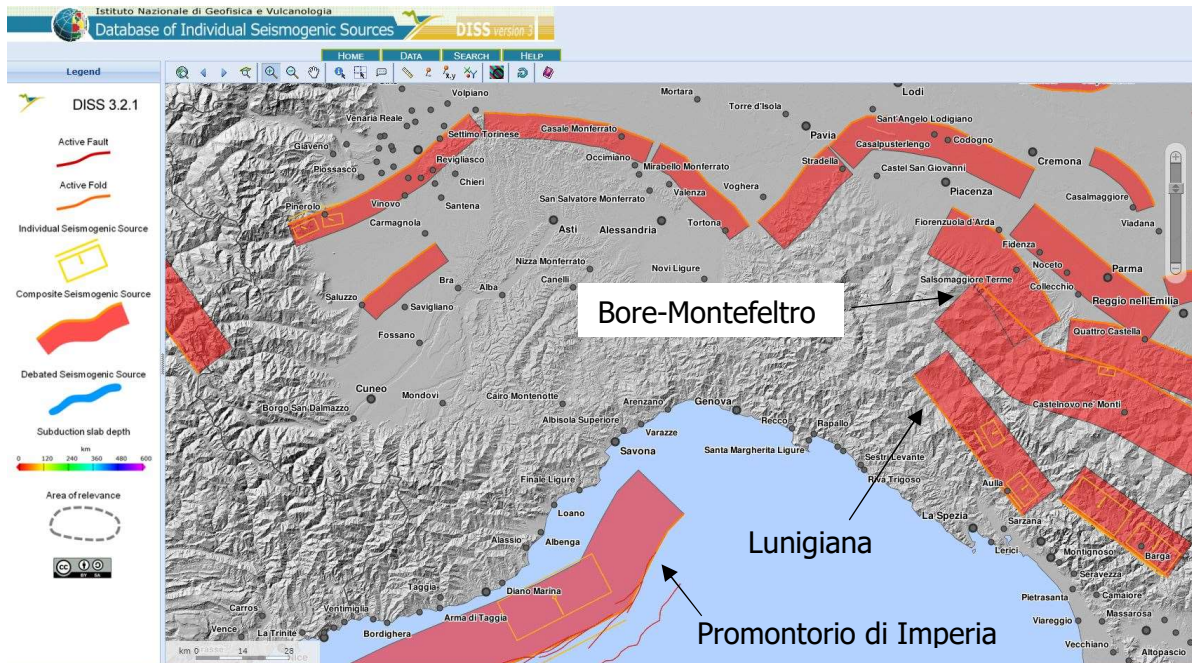 Istituto Nazionale di Geofisica e Vulcanologia
Database of Individual Seismogenic Sources
DISS version 3
HOME DATA SEARCH HELP
Legend
DISS 3.2.1
Active Fault
Active Fold
Individual Seismogenic Source
Composite Seismogenic Source
Debated Seismogenic Source
Subduction slab depth
km
0 120 240 360 480 600
Area of relevance
CC BY SA
x,y
Volpiano
Mortara
Lodi
Torre d'Isola
Venaria Reale
Sant'Angelo Lodigiano
Settimo Torinese
Casale Monferrato
Pavia
Codogno
Giaveno
Casalpusterlengo
Cremona
Revigliasco
Occimiano
Mirabello Monferrato
Stradella
Piossasco
Chieri
Castel San Giovanni
Voghera
Piacenza
Casalmaggiore
Pinerolo
Vinovo
Santena
San Salvatore Monferrato
Valenza
Viadana
Carmagnola
Asti
Alessandria
Tortona
Fiorenzuola d'Arda
Fidenza
Nizza Monferrato
Novi Ligure
Noceto
Parma
Bra
Alba
Canelli
Salsomaggiore Terme
Collecchio
Saluzzo
Savigliano
Reggio nell'Emilia
Bore-Montefeltro
Fossano
Quattro Castella
Cuneo
Mondovi
Cairo Montenotte
Arenzano
Genova
Castelnovo ne' Monti
Borgo San Dalmazzo
Albisola Superiore
Recco
Rapallo
Varazze
Savona
Santa Margherita Ligure
Sestri Levante
Finale Ligure
Riva Trigoso
Aulla
Loano
La Spezia
Sarzana
Alassio
Albenga
Lunigiana
Lerici
Montignoso
Barga
Seravezza
Taggia
Diano Marina
Pietrasanta
Camaiore
Carros
Ventimiglia
Arma di Taggia
Massarosa
Vence
La Trinité
Bordighera
Promontorio di Imperia
Viareggio
Vecchiano
Altopascio
km 0 14 28